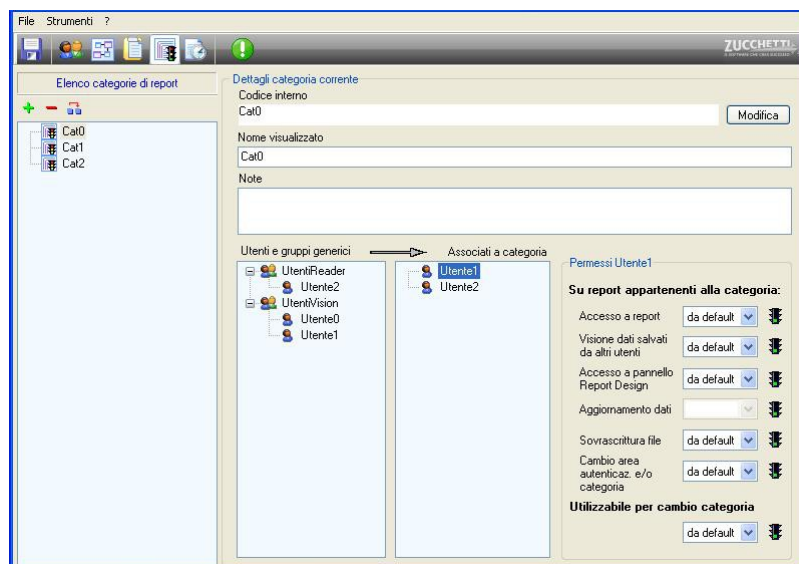 File Strumenti ?
ZUCCHETTI
Elenco categorie di report
Cat0
Cat1
Cat2
Dettagli categoria corrente
Codice interno
Cat0
Modifica
Nome visualizzato
Cat0
Note
Utenti e gruppi generici
Associati a categoria
UtentiReader
Utente2
UtentiVision
Utente0
Utente1
Utente1
Utente2
Permessi Utente1
Su report appartenenti alla categoria:
Accesso a report
da default
Visione dati salvati
da altri utenti
da default
Accesso a pannello
Report Design
da default
Aggiornamento dati
Sovrascrittura file
da default
Cambio area
autenticaz. e/o
categoria
da default
Utilizzabile per cambio categoria
da default